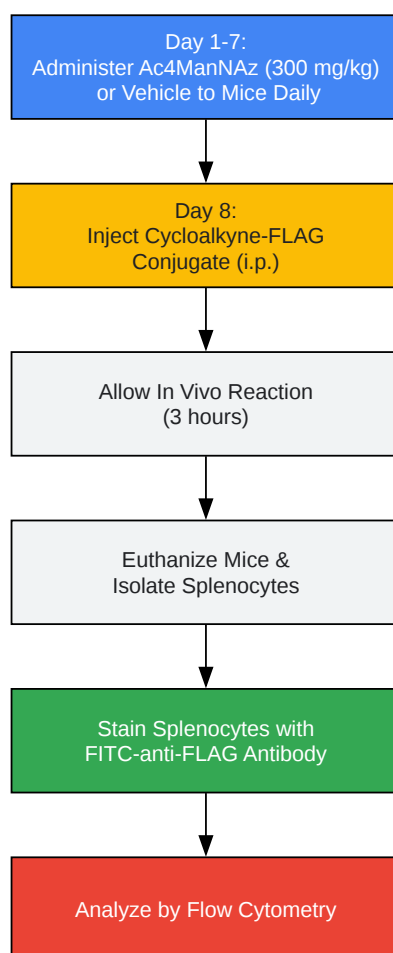 Day 1-7:
Administer Ac4ManNAz (300 mg/kg)
or Vehicle to Mice Daily
Day 8:
Inject Cycloalkyne-FLAG
Conjugate (i.p.)
Allow In Vivo Reaction
(3 hours)
Euthanize Mice &
Isolate Splenocytes
Stain Splenocytes with
FITC-anti-FLAG Antibody
Analyze by Flow Cytometry